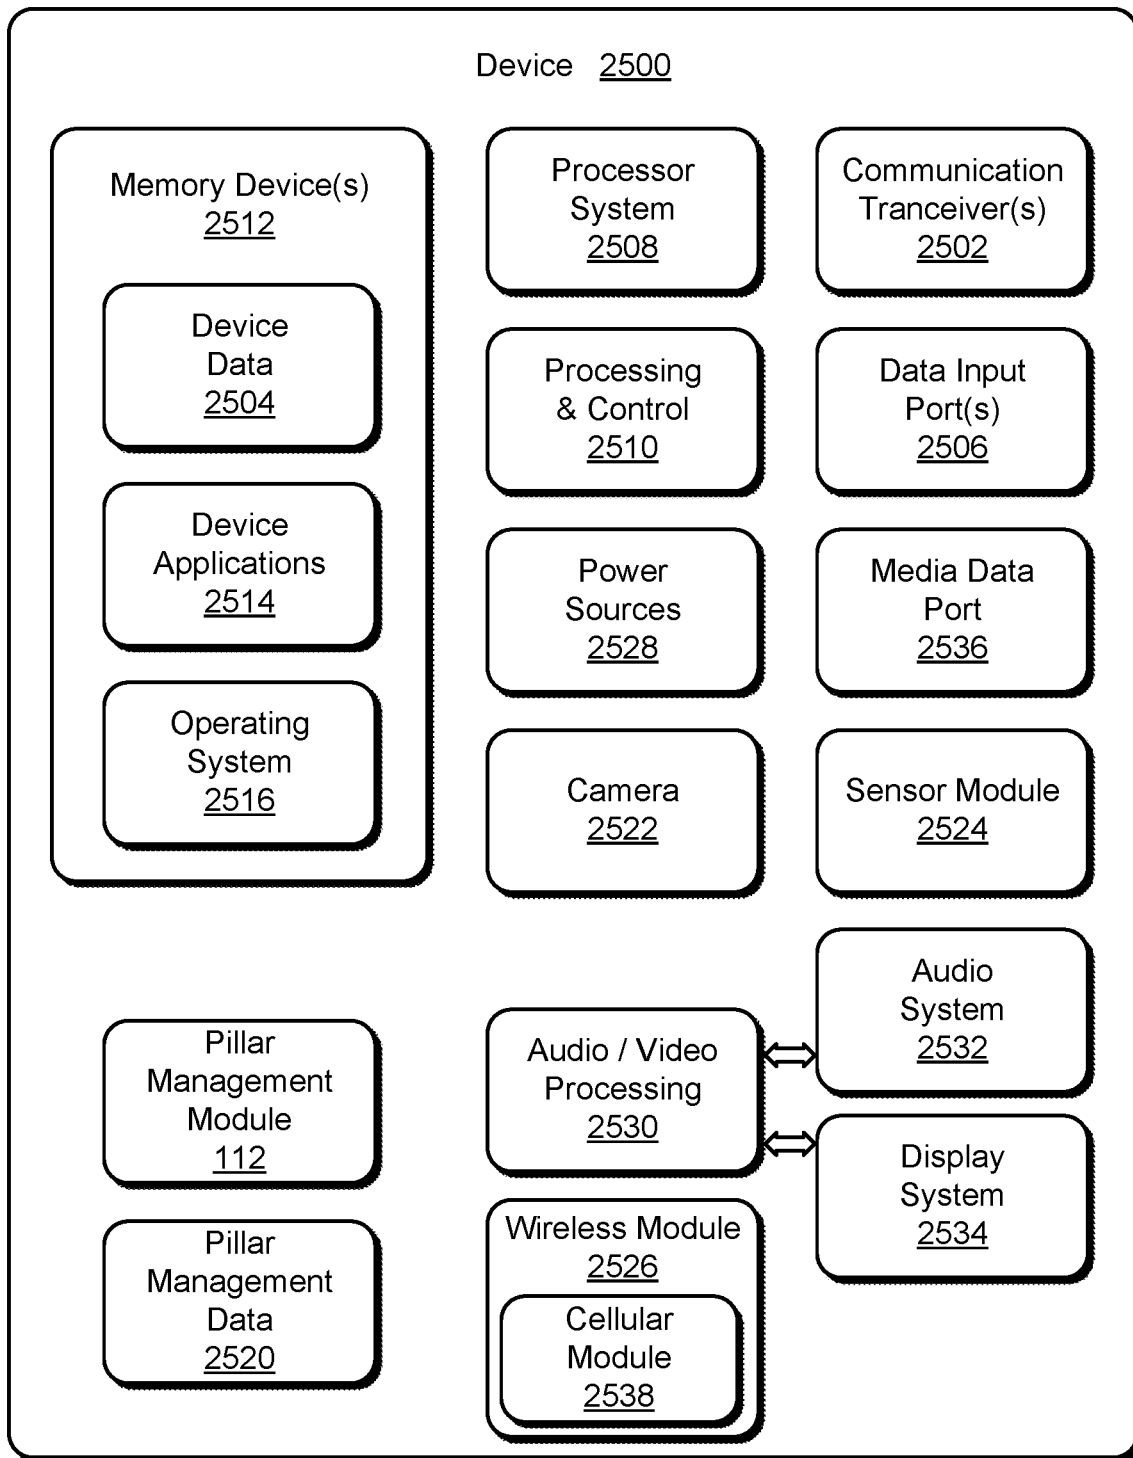 Device 2500
Memory Device(s)
2512
Device
Data
2504
Device
Applications
2514
Operating
System
2516
Processor
System
2508
Communication
Tranceiver(s)
2502
Processing
& Control
2510
Data Input
Port(s)
2506
Power
Sources
2528
Media Data
Port
2536
Camera
2522
Sensor Module
2524
Pillar
Management
Module
112
Audio / Video
Processing
2530
Audio
System
2532
Display
System
2534
Pillar
Management
Data
2520
Wireless Module
2526
Cellular
Module
2538